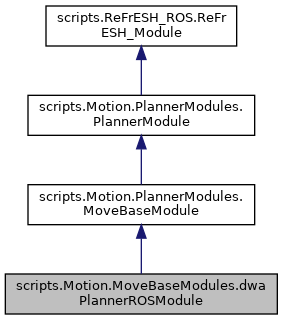 scripts.ReFrESH_ROS.ReFr
ESH_Module
scripts.Motion.PlannerModules.
PlannerModule
scripts.Motion.PlannerModules.
MoveBaseModule
scripts.Motion.MoveBaseModules.dwa
PlannerROSModule